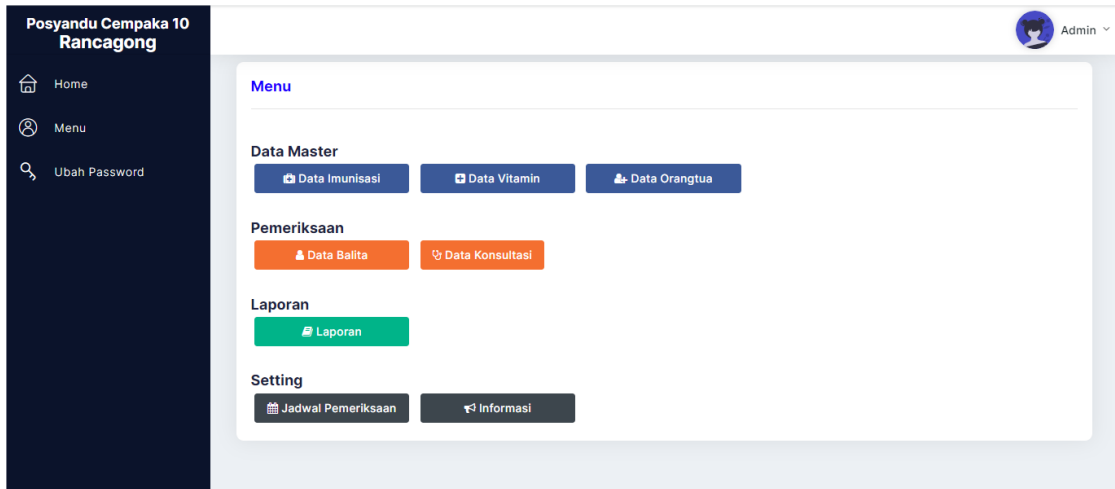 Posyandu Cempaka 10
Rancagong
Admin
Home
Menu
Ubah Password
Menu
Data Master
Data Imunisasi
Data Vitamin
Data Orangtua
Pemeriksaan
Data Balita
Data Konsultasi
Laporan
Laporan
Setting
Jadwal Pemeriksaan
Informasi